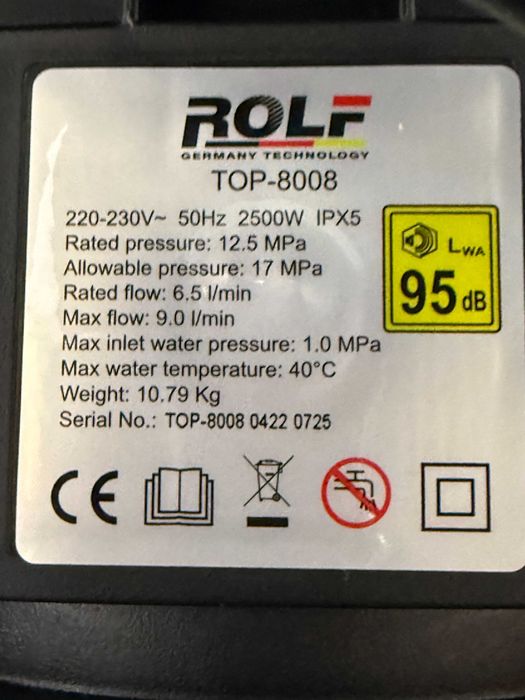 ROLF
GERMANY TECHNOLOGY
TOP-8008
220-230V~ 50Hz 2500W IPX5
Rated pressure: 12.5 MPa
Allowable pressure: 17 MPa
Rated flow: 6.5 l/min
Max flow: 9.0 l/min
Max inlet water pressure: 1.0 MPa
Max water temperature: 40°C
Weight: 10.79 Kg
Serial No.: TOP-8008 0422 0725
LWA
95 dB
CE